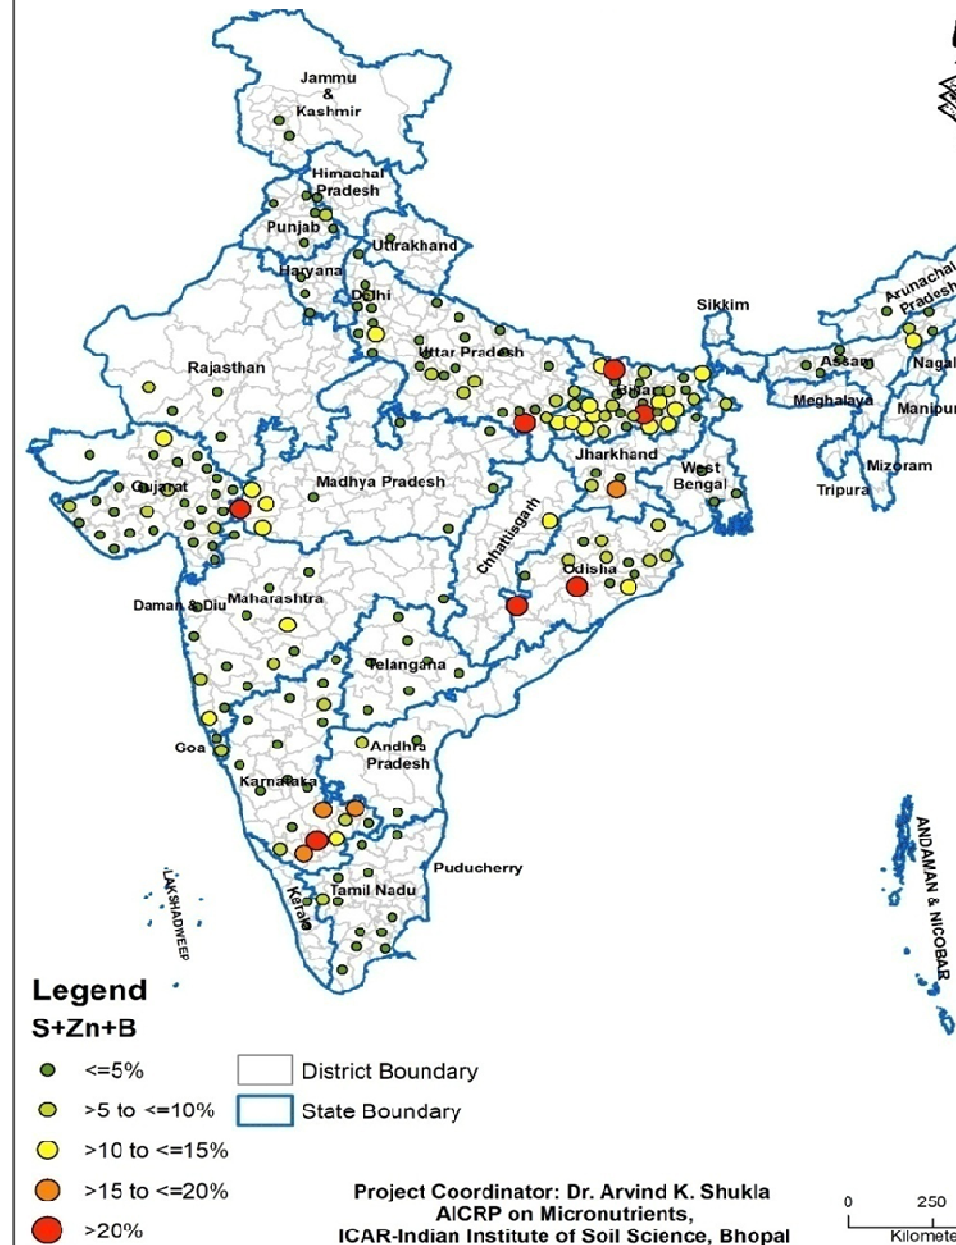 Jammu
&
Kashmir
Himachal
Pradesh
Punjab
Uttrakhand
Haryana
Delhi
Sikkim
Arunachal
Pradesh
Rajasthan
Uttar Pradesh
Assam
Nagal
Bihar
Meghalaya
Manipur
Jharkhand
West
Bengal
Mizoram
Tripura
Gujarat
Madhya Pradesh
Chhattisgarh
Odisha
Daman & Diu
Maharashtra
Telangana
Goa
Andhra
Pradesh
Karnataka
Puducherry
Tamil Nadu
Kerala
LAKSHADWEEP
ANDAMAN & NICOBAR
Legend
S+Zn+B
<=5%
District Boundary
>5 to <=10%
State Boundary
>10 to <=15%
>15 to <=20%
>20%
Project Coordinator: Dr. Arvind K. Shukla
AICRP on Micronutrients,
ICAR-Indian Institute of Soil Science, Bhopal
0 250
Kilomete